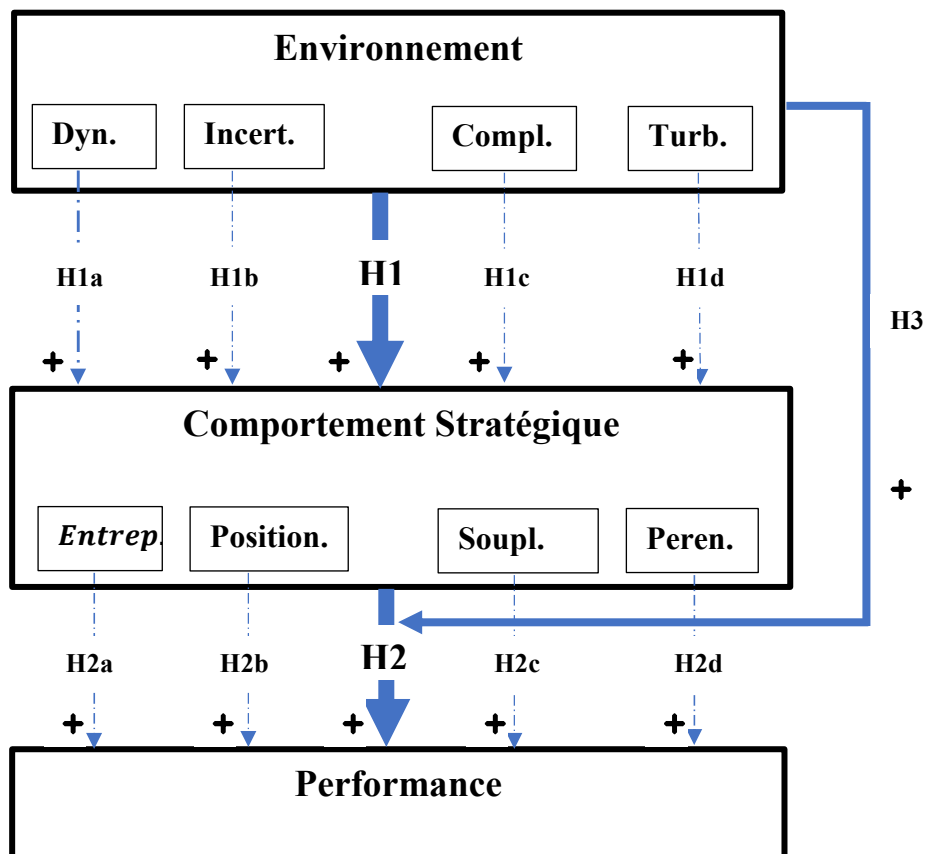 Environnement
Dyn. Incert. Compl. Turb.
H1a H1b H1 H1c H1d
H3
+ + + + +
Comportement Stratégique
+
Entrep. Position. Soupl. Peren.
H2a H2b H2 H2c H2d
+ + + + +
Performance